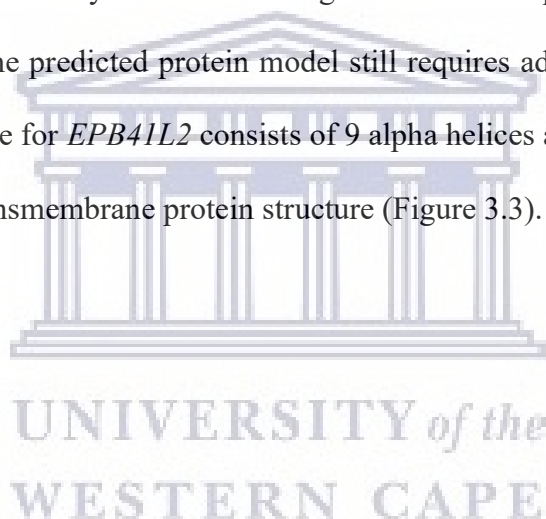 he predicted protein model still requires ad
e for EPB41L2 consists of 9 alpha helices a
nsmembrane protein structure (Figure 3.3).
UNIVERSITY of the
WESTERN CAPE